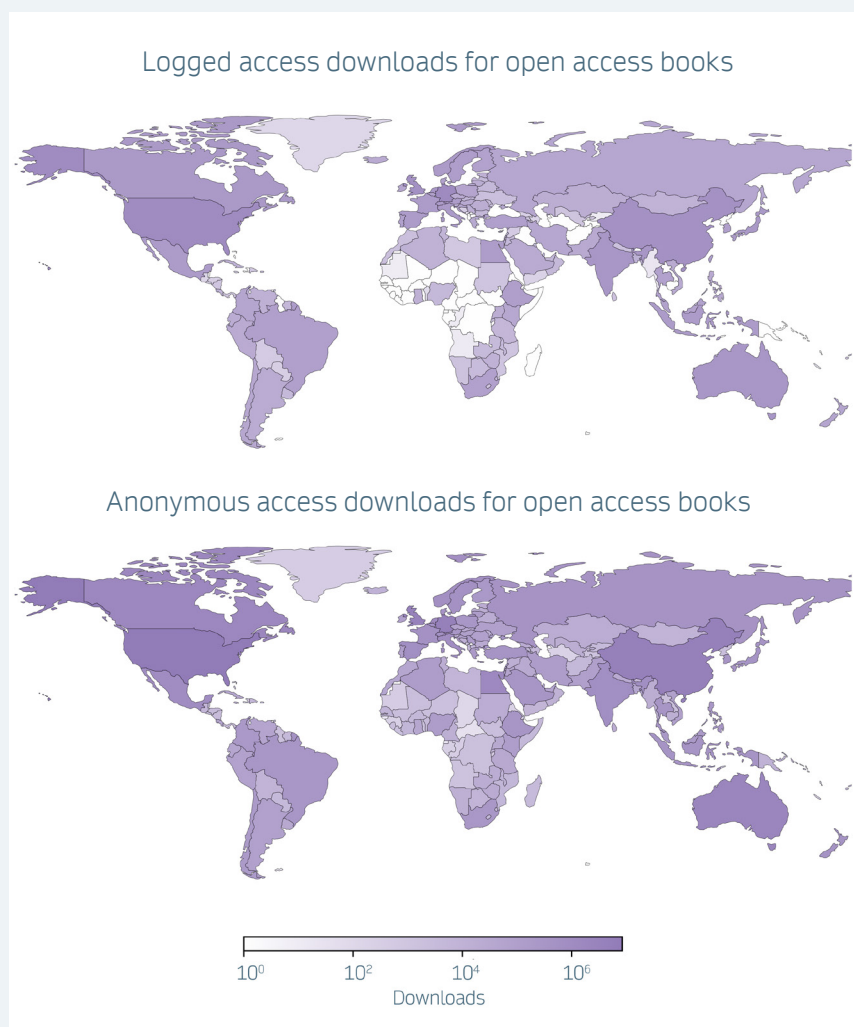 Logged access downloads for open access books
Anonymous access downloads for open access books
10⁰ 10² 10⁴ 10⁶
Downloads